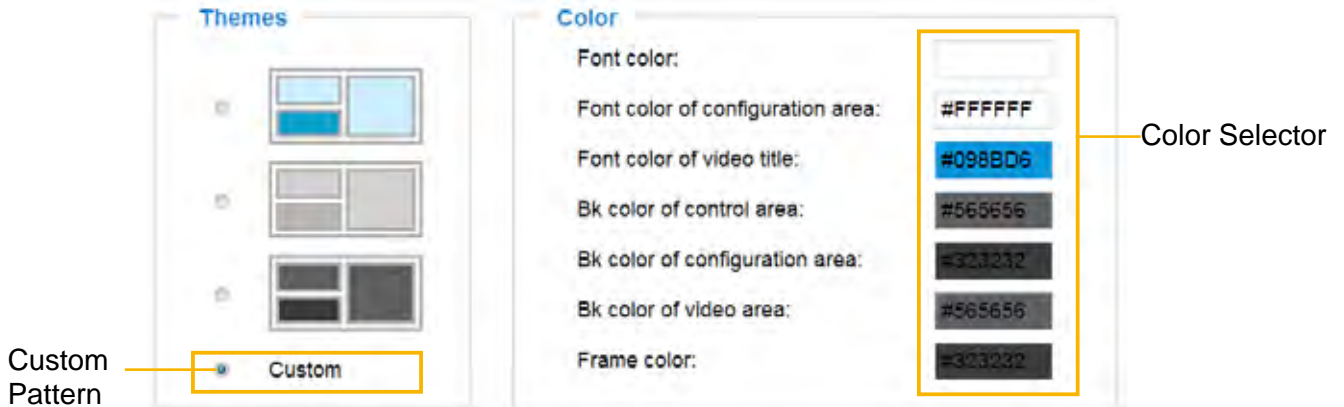 Themes
Color
Font color:
Font color of configuration area: #FFFFFF
Font color of video title: #098BD6
Bk color of control area: #565656
Bk color of configuration area: #323232
Bk color of video area: #565656
Frame color: #323232
Color Selector
Custom
Pattern
Custom